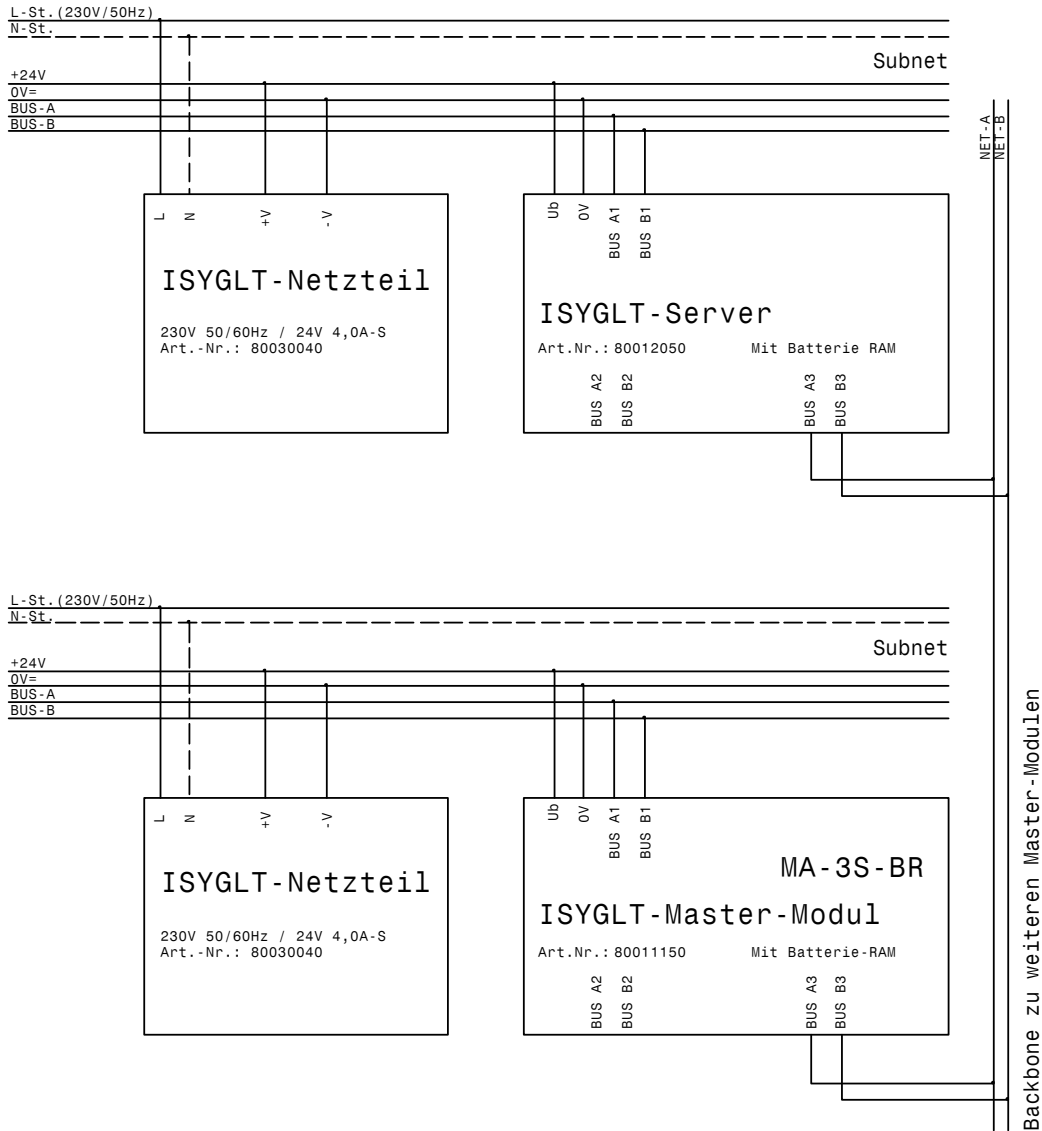 L-St.(230V/50Hz)
N-St.
Subnet
+24V
0V=
BUS-A
BUS-B
NET-A
NET-B
L
N
+V
-V
Ub
0V
BUS A1
BUS B1
ISYGLT-Netzteil
230V 50/60Hz / 24V 4,0A-S
Art.-Nr.: 80030040
ISYGLT-Server
Art.Nr.: 80012050 Mit Batterie RAM
BUS A2
BUS B2
BUS A3
BUS B3
L-St.(230V/50Hz)
N-St.
Subnet
+24V
0V=
BUS-A
BUS-B
L
N
+V
-V
Ub
0V
BUS A1
BUS B1
ISYGLT-Netzteil
230V 50/60Hz / 24V 4,0A-S
Art.-Nr.: 80030040
MA-3S-BR
ISYGLT-Master-Modul
Art.Nr.: 80011150 Mit Batterie-RAM
BUS A2
BUS B2
BUS A3
BUS B3
Backbone zu weiteren Master-Modulen